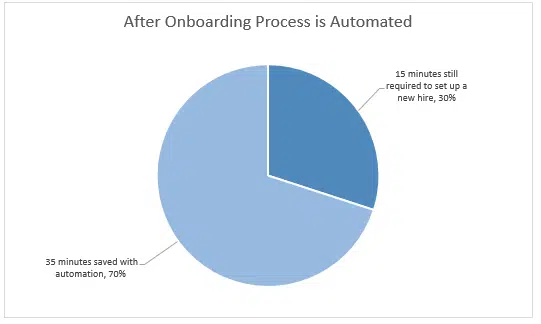 After Onboarding Process is Automated
15 minutes still
required to set up a
new hire, 30%
35 minutes saved with
automation, 70%